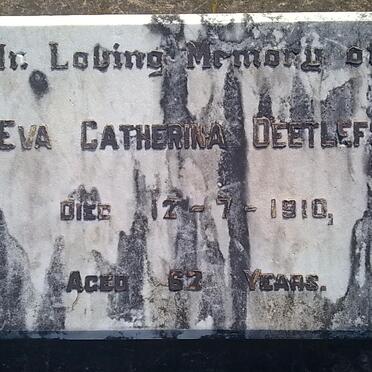 In Loving Memory of
Eva Catherina Deetlefs
Died 12-7-1910,
Aged 62 Years.